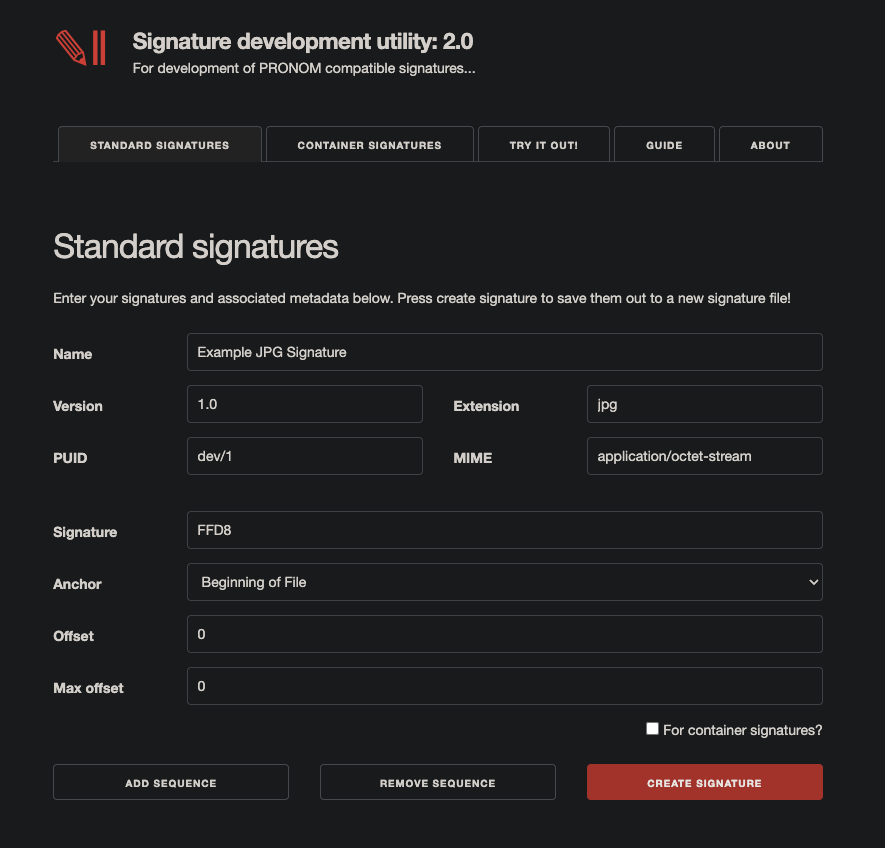 Signature development utility: 2.0
For development of PRONOM compatible signatures...
STANDARD SIGNATURES
CONTAINER SIGNATURES
TRY IT OUT!
GUIDE
ABOUT
Standard signatures
Enter your signatures and associated metadata below. Press create signature to save them out to a new signature file!
Name
Example JPG Signature
Version
1.0
Extension
jpg
PUID
dev/1
MIME
application/octet-stream
Signature
FFD8
Anchor
Beginning of File
Offset
0
Max offset
0
For container signatures?
ADD SEQUENCE
REMOVE SEQUENCE
CREATE SIGNATURE